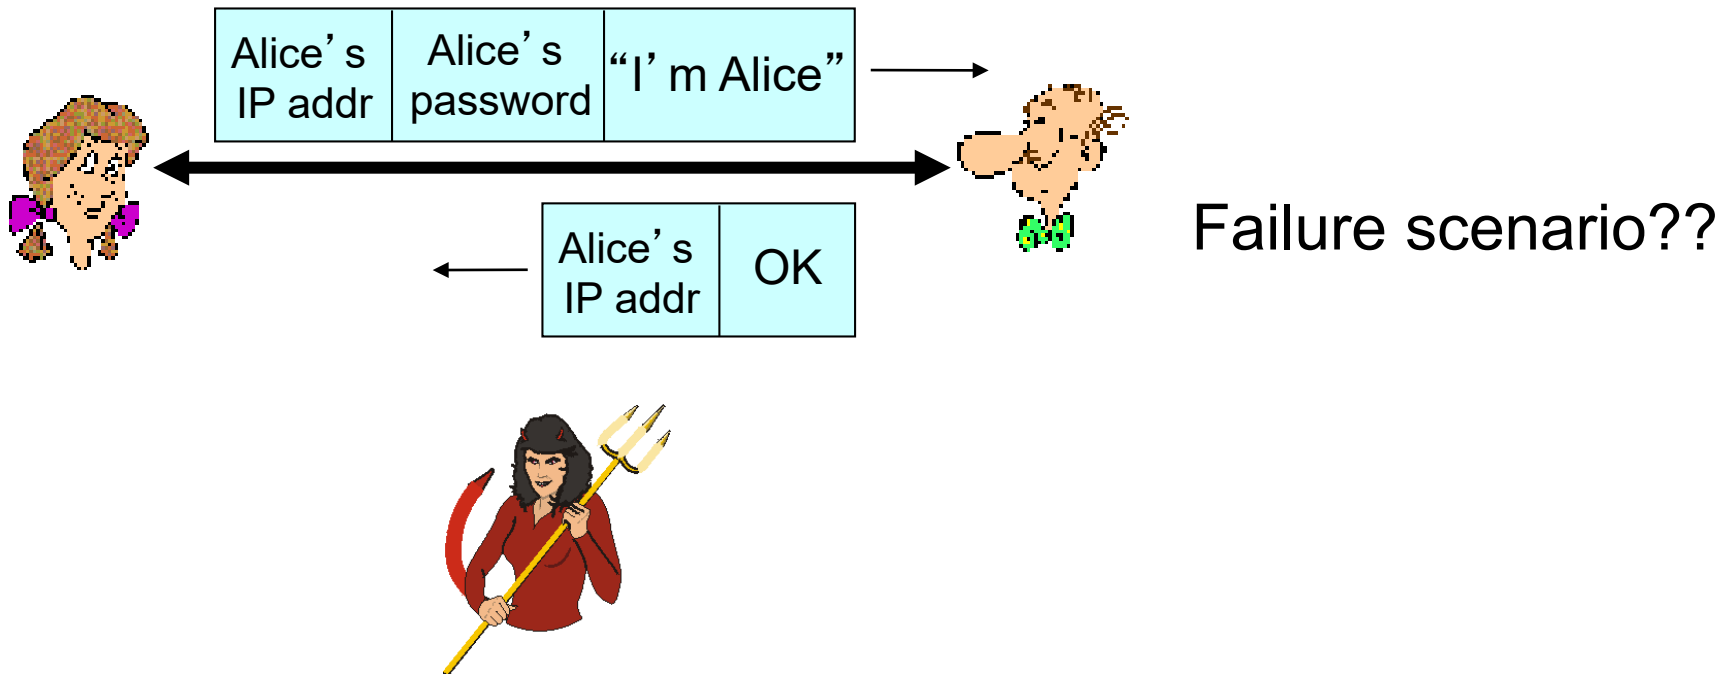 Alice’s
IP addr
Alice’s
password
“I’m Alice”
Alice’s
IP addr
OK
Failure scenario??